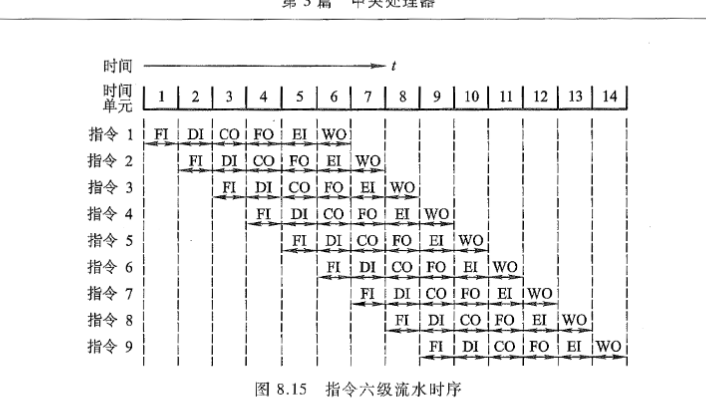 第 3 篇 中央处理器
时间 t
时间单元 1 2 3 4 5 6 7 8 9 10 11 12 13 14
指令 1 FI DI CO FO EI WO
指令 2 FI DI CO FO EI WO
指令 3 FI DI CO FO EI WO
指令 4 FI DI CO FO EI WO
指令 5 FI DI CO FO EI WO
指令 6 FI DI CO FO EI WO
指令 7 FI DI CO FO EI WO
指令 8 FI DI CO FO EI WO
指令 9 FI DI CO FO EI WO
图 8.15 指令六级流水时序